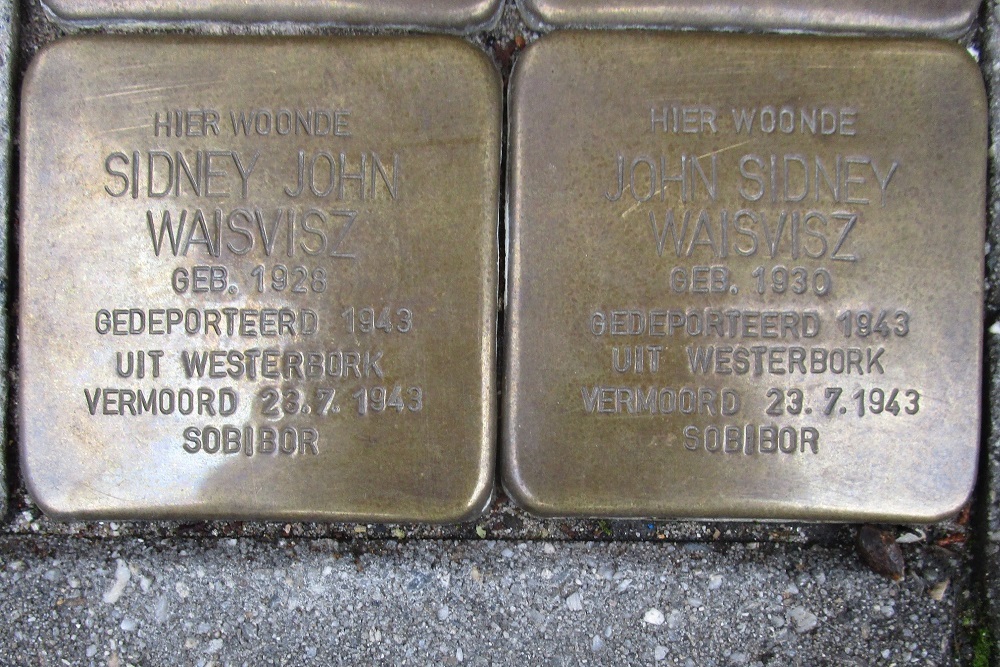 HIER WOONDE
SIDNEY JOHN
WAISVISZ
GEB. 1928
GEDEPORTEERD 1943
UIT WESTERBORK
VERMOORD 23.7.1943
SOBIBOR
HIER WOONDE
JOHN SIDNEY
WAISVISZ
GEB. 1930
GEDEPORTEERD 1943
UIT WESTERBORK
VERMOORD 23.7.1943
SOBIBOR